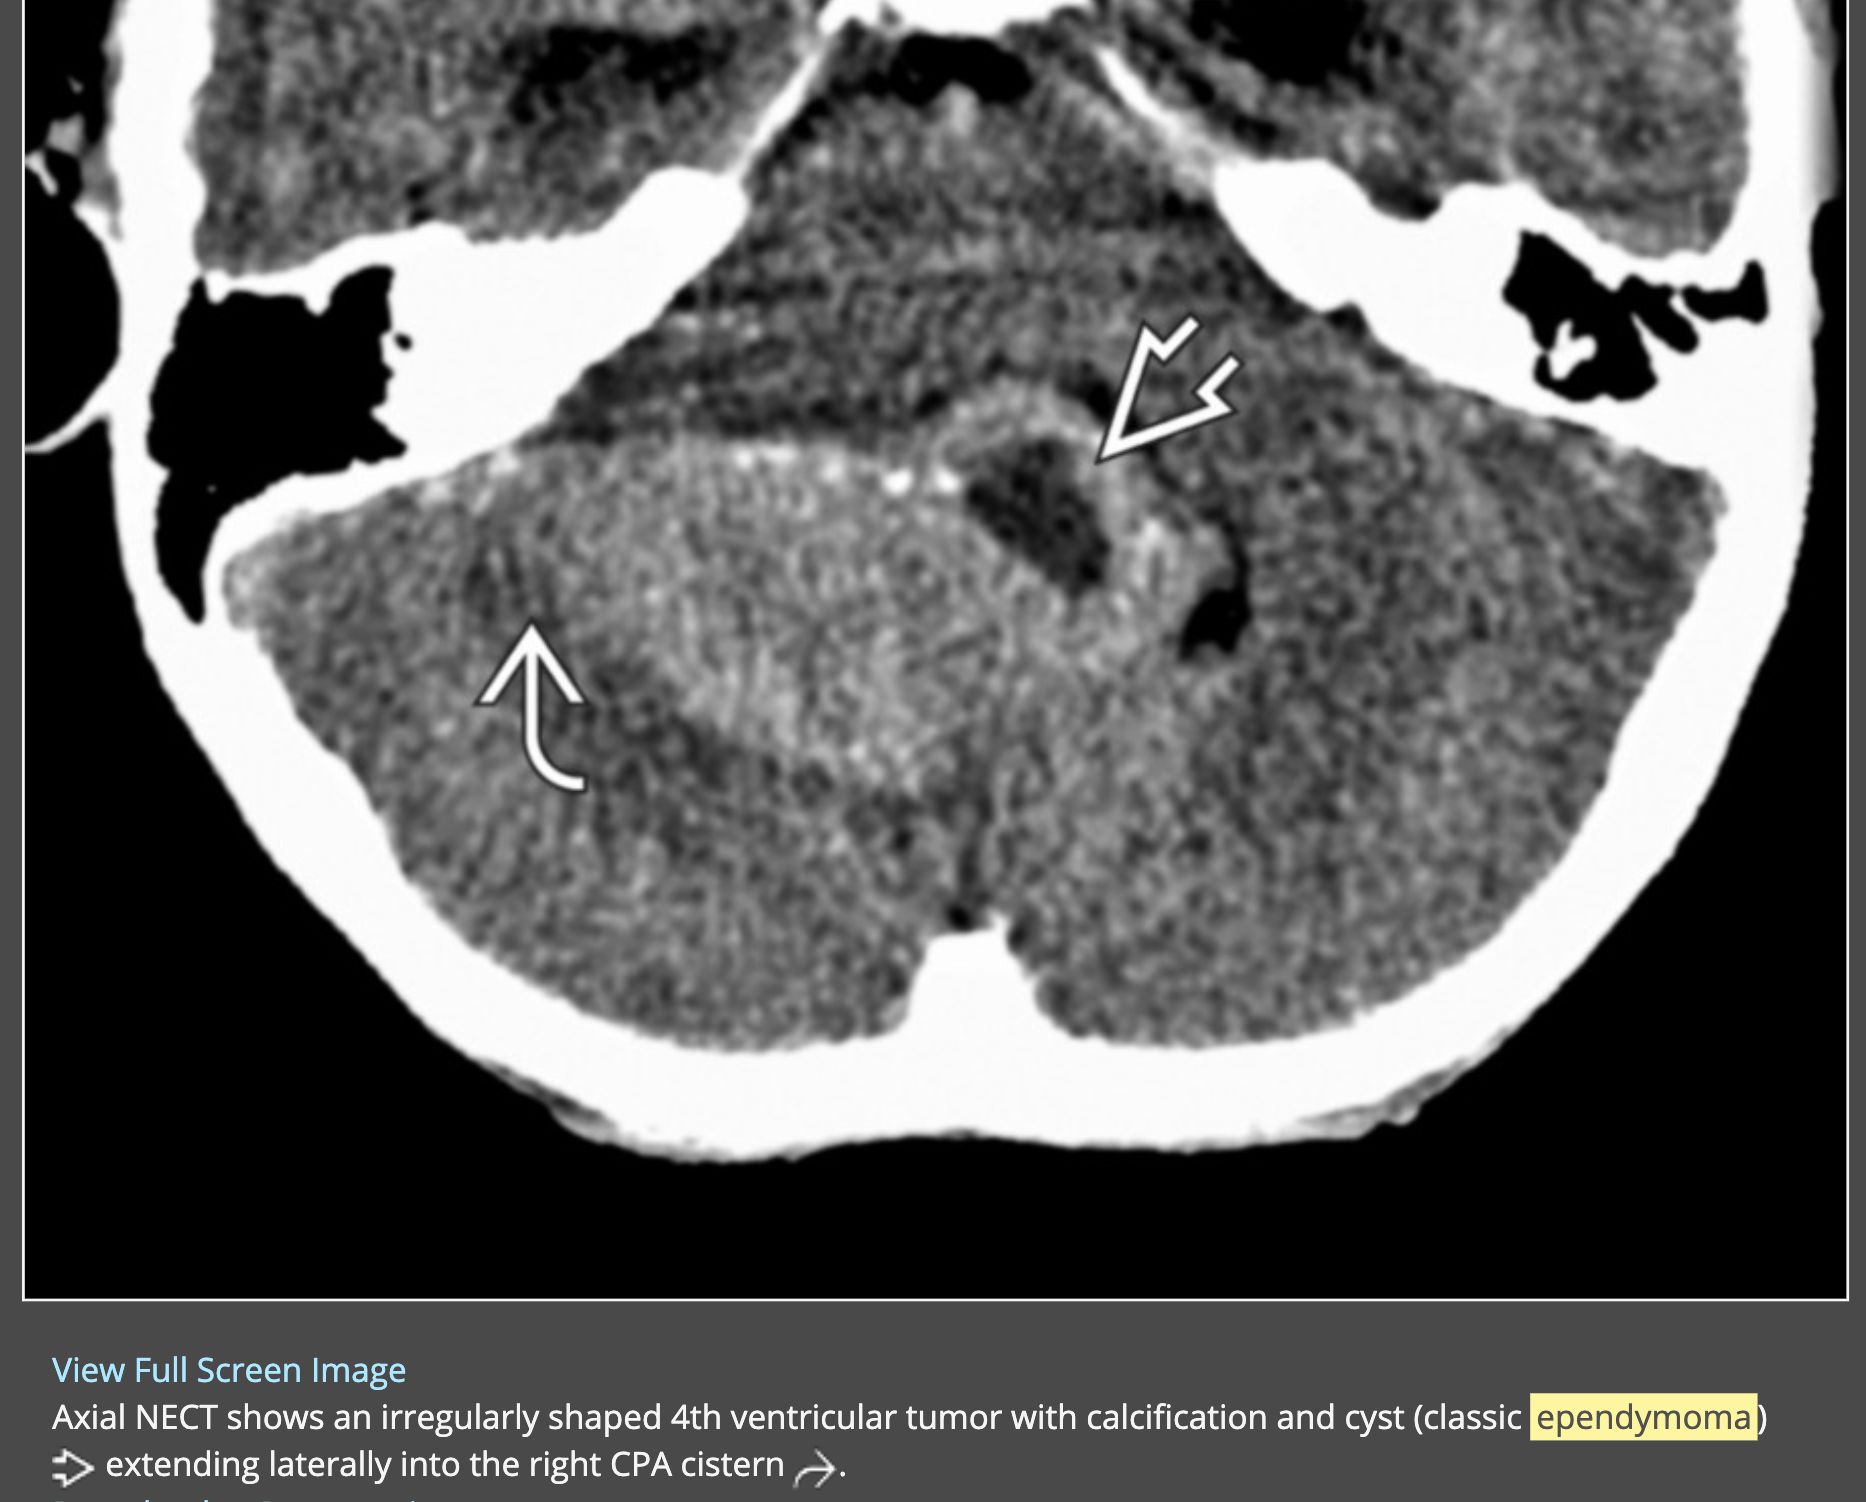 View Full Screen Image
Axial NECT shows an irregularly shaped 4th ventricular tumor with calcification and cyst (classic ependymoma)
extending laterally into the right CPA cistern .